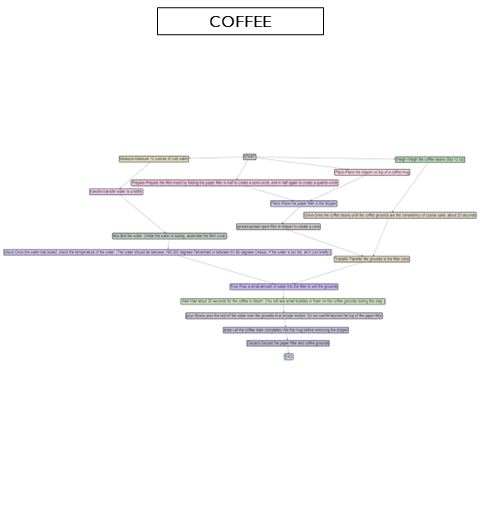 COFFEE
START
Measure-Measure 12 ounces of cold water
Weigh-Weigh the coffee beans
Place-Place the dripper on top of a coffee mug
Prepare-Prepare the filter insert by folding the paper filter in half to create a semi-circle, and in half again to create a quarter-circle
Transfer-transfer water to a kettle
Place-Place the paper filter in the dripper
Grind-Grind the coffee beans until the coffee grounds are the consistency of coarse sand, about 20 seconds
Spread-spread open filter in dripper to create a cone
Boil-Boil the water. While the water is boiling, assemble the filter cone.
Check-Once the water has boiled, check the temperature of the water. (The water should be between
degrees Fahrenheit or between 91-96 degrees Celsius. If the water is too hot, let it cool briefly)
Transfer-Transfer the grounds to the filter cone
Pour-Pour a small amount of water into the filter to wet the grounds
Wait-Wait about 30 seconds for the coffee to bloom. (You will see small bubbles or foam on the coffee grounds during this step.)
pour-Slowly pour the rest of the water over the grounds in a circular motion. Do not overfill beyond the top of the paper filter
drain-Let the coffee drain completely into the mug before removing the dripper
Discard-Discard the paper filter and coffee grounds
End